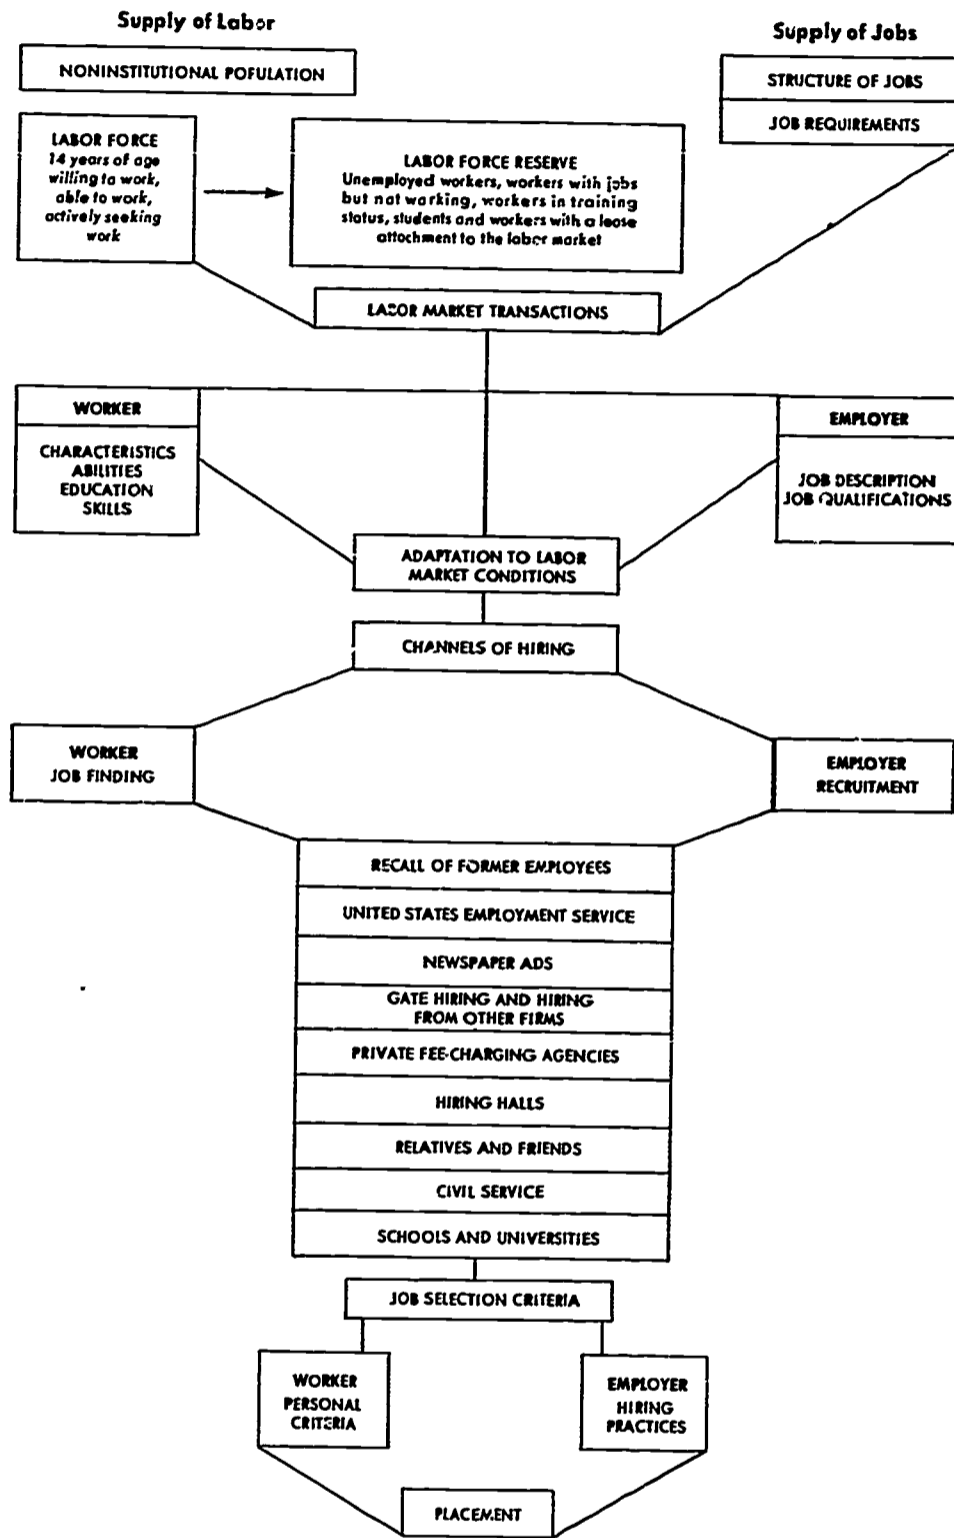 Supply of Labor
NONINSTITUTIONAL POPULATION
LABOR FORCE
14 years of age
willing to work,
able to work,
actively seeking
work
LABOR FORCE RESERVE
Unemployed workers, workers with jobs
but not working, workers in training
status, students and workers with a lease
attachment to the labor market
Supply of Jobs
STRUCTURE OF JOBS
JOB REQUIREMENTS
LABOR MARKET TRANSACTIONS
WORKER
CHARACTERISTICS
ABILITIES
EDUCATION
SKILLS
EMPLOYER
JOB DESCRIPTION
JOB QUALIFICATIONS
ADAPTATION TO LABOR
MARKET CONDITIONS
CHANNELS OF HIRING
WORKER
JOB FINDING
EMPLOYER
RECRUITMENT
RECALL OF FORMER EMPLOYEES
UNITED STATES EMPLOYMENT SERVICE
NEWSPAPER ADS
GATE HIRING AND HIRING
FROM OTHER FIRMS
PRIVATE FEE-CHARGING AGENCIES
HIRING HALLS
RELATIVES AND FRIENDS
CIVIL SERVICE
SCHOOLS AND UNIVERSITIES
JOB SELECTION CRITERIA
WORKER
PERSONAL
CRITERIA
EMPLOYER
HIRING
PRACTICES
PLACEMENT